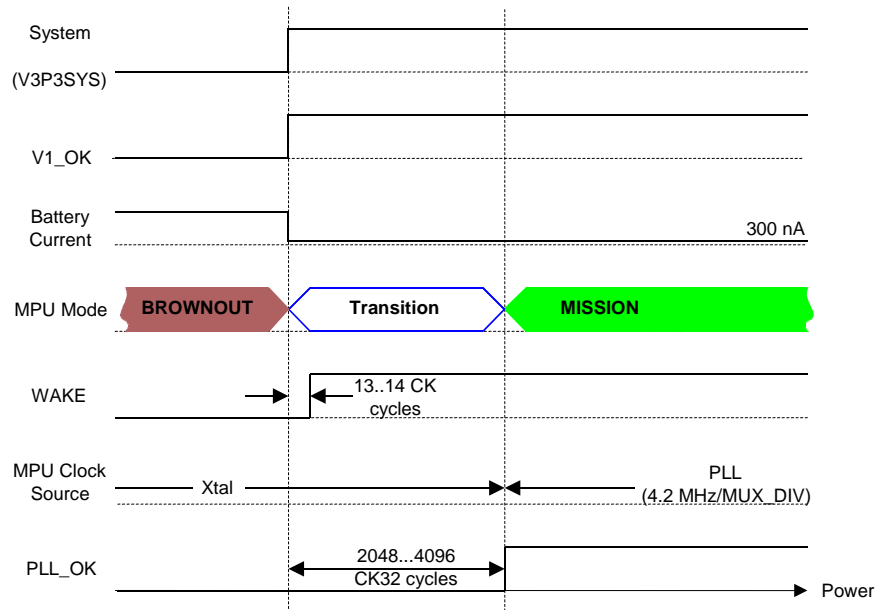 System
(V3P3SYS)
V1_OK
Battery
Current
300 nA
MPU Mode
BROWNOUT
Transition
MISSION
WAKE
13..14 CK
cycles
MPU Clock
Source
Xtal
PLL
(4.2 MHz/MUX_DIV)
PLL_OK
2048...4096
CK32 cycles
Power